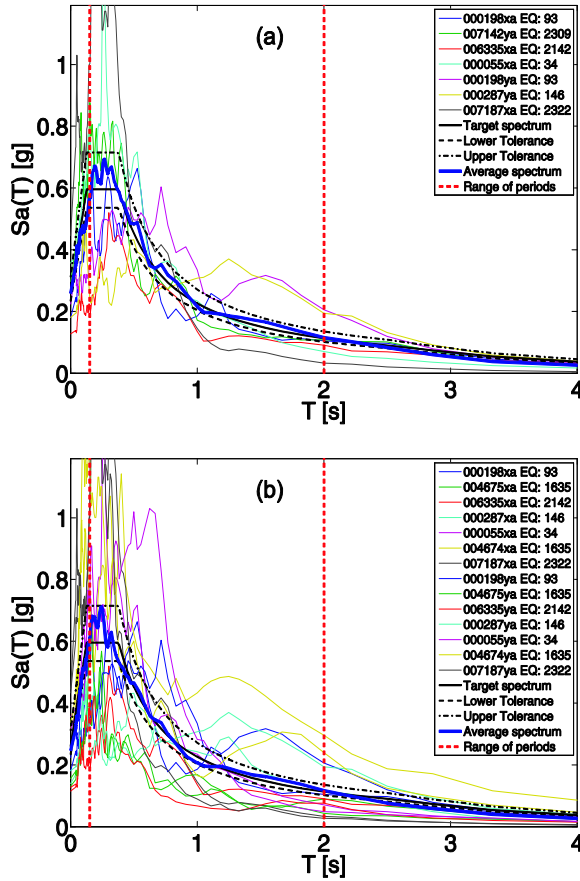 (a)
000198xa EQ: 93
007142xa EQ: 2309
006335xa EQ: 2142
000055xa EQ: 34
000198ya EQ: 93
000287ya EQ: 146
007187xa EQ: 2322
Target spectrum
Lower Tolerance
Upper Tolerance
Average spectrum
Range of periods
Sa(T) [g]
1
0.8
0.6
0.4
0.2
0
0 1 2 3 4
T [s]
(b)
000198xa EQ: 93
004675xa EQ: 1635
006335xa EQ: 2142
000287xa EQ: 146
000055xa EQ: 34
004674xa EQ: 1635
007187xa EQ: 2322
000198ya EQ: 93
004675ya EQ: 1635
006335ya EQ: 2142
000287ya EQ: 146
000055ya EQ: 34
004674ya EQ: 1635
007187ya EQ: 2322
Target spectrum
Lower Tolerance
Upper Tolerance
Average spectrum
Range of periods
Sa(T) [g]
1
0.8
0.6
0.4
0.2
0
0 1 2 3 4
T [s]